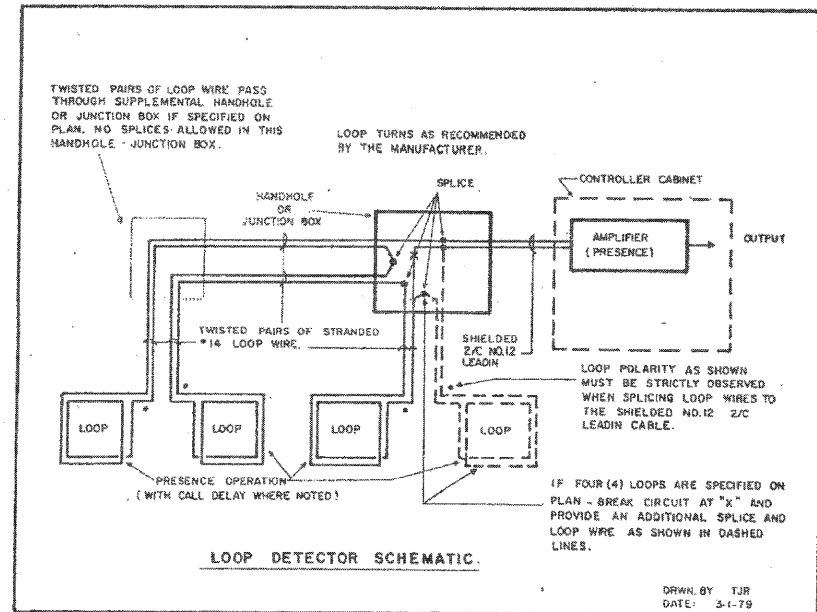 TWISTED PAIRS OF LOOP WIRE PASS
THROUGH SUPPLEMENTAL HANDHOLE
OR JUNCTION BOX IF SPECIFIED ON
PLAN. NO SPLICES ALLOWED IN THIS
HANDHOLE - JUNCTION BOX.
LOOP TURNS AS RECOMMENDED
BY THE MANUFACTURER.
SPLICE
CONTROLLER CABINET
HANDHOLE
OR
JUNCTION BOX
AMPLIFIER
(PRESENCE)
OUTPUT
X
TWISTED PAIRS OF STRANDED
#14 LOOP WIRE.
SHIELDED
2/C NO.12
LEADIN
LOOP POLARITY AS SHOWN
MUST BE STRICTLY OBSERVED
WHEN SPLICING LOOP WIRES TO
THE SHIELDED NO.12 2/C
LEADIN CABLE.
LOOP
LOOP
LOOP
LOOP
PRESENCE OPERATION
(WITH CALL DELAY WHERE NOTED)
IF FOUR (4) LOOPS ARE SPECIFIED ON
PLAN - BREAK CIRCUIT AT "X" AND
PROVIDE AN ADDITIONAL SPLICE AND
LOOP WIRE AS SHOWN IN DASHED
LINES.
LOOP DETECTOR SCHEMATIC.
DRWN. BY TJR
DATE: 3-1-79